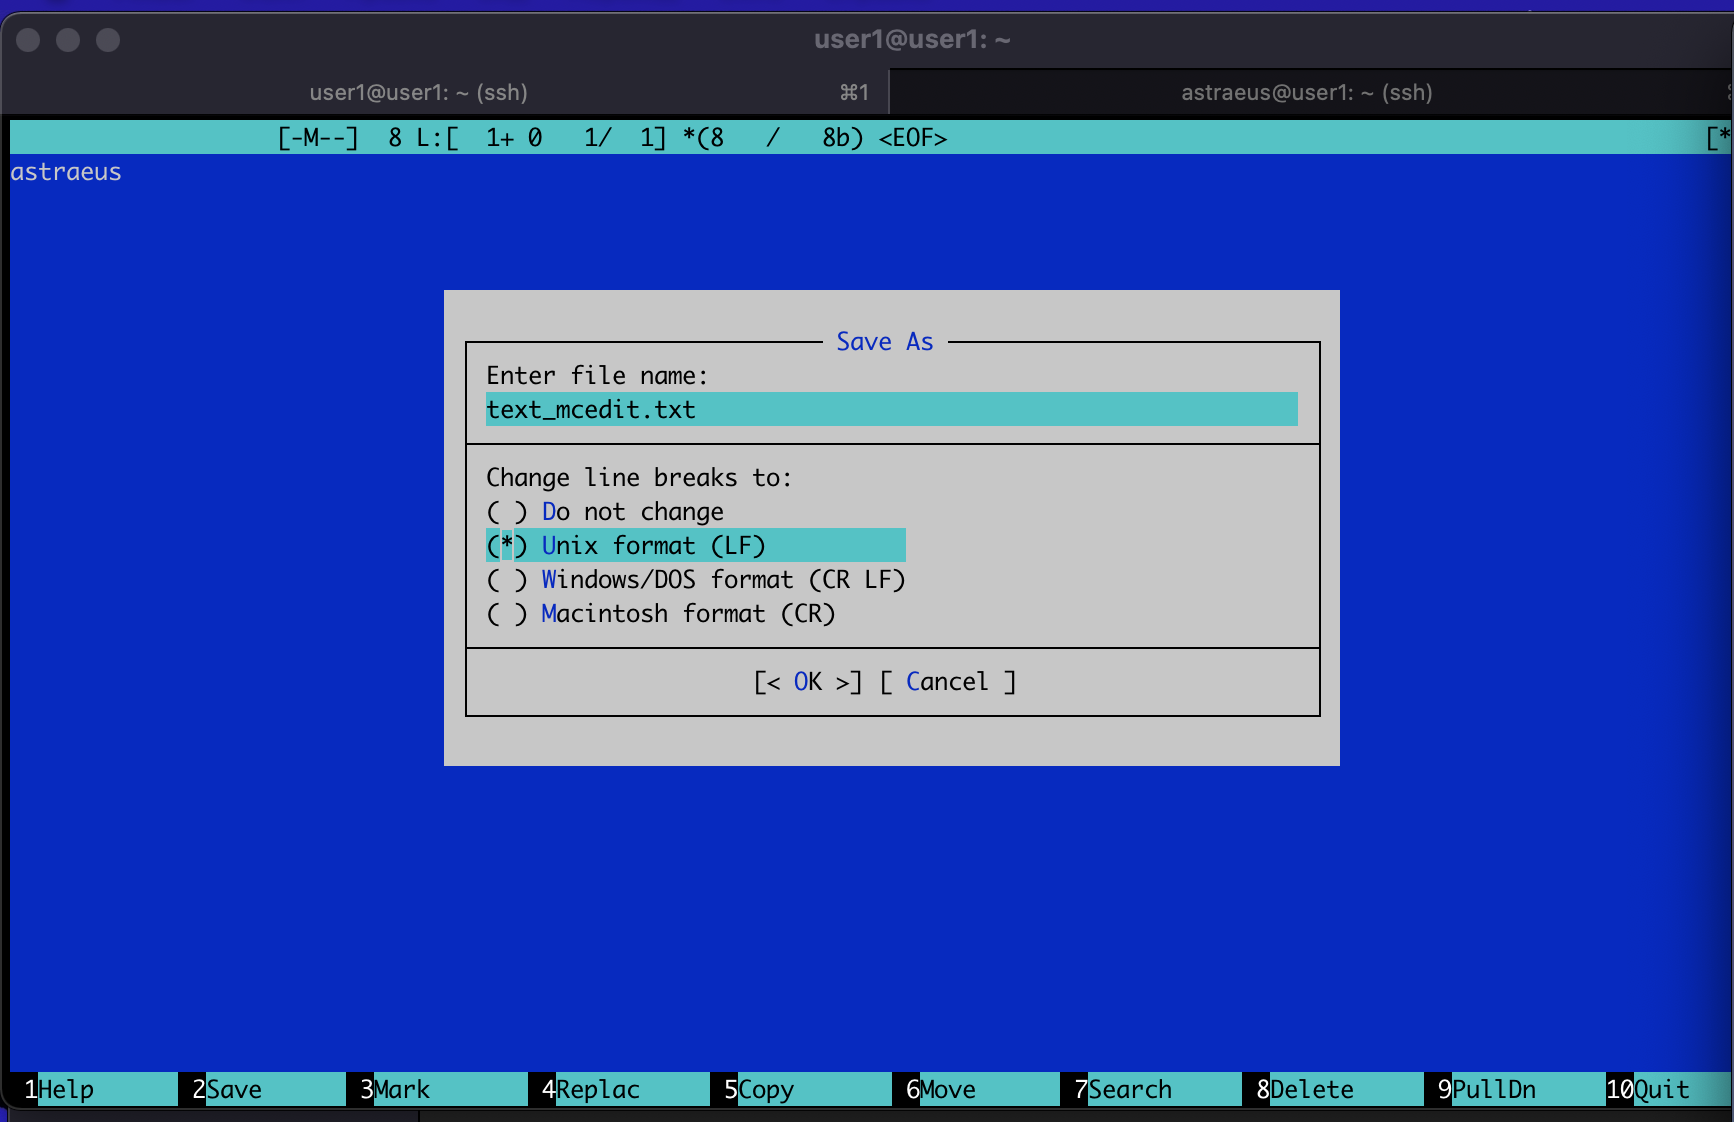 user1@user1: ~
user1@user1: ~ (ssh) ⌘1 astraeus@user1: ~ (ssh)
[-M--]  8 L:[  1+ 0   1/  1] *(8   /   8b) <EOF> [*
astraeus
Save As
Enter file name:
text_mcedit.txt
Change line breaks to:
( ) Do not change
(*) Unix format (LF)
( ) Windows/DOS format (CR LF)
( ) Macintosh format (CR)
[< OK >] [ Cancel ]
1Help 2Save 3Mark 4Replac 5Copy 6Move 7Search 8Delete 9PullDn 10Quit